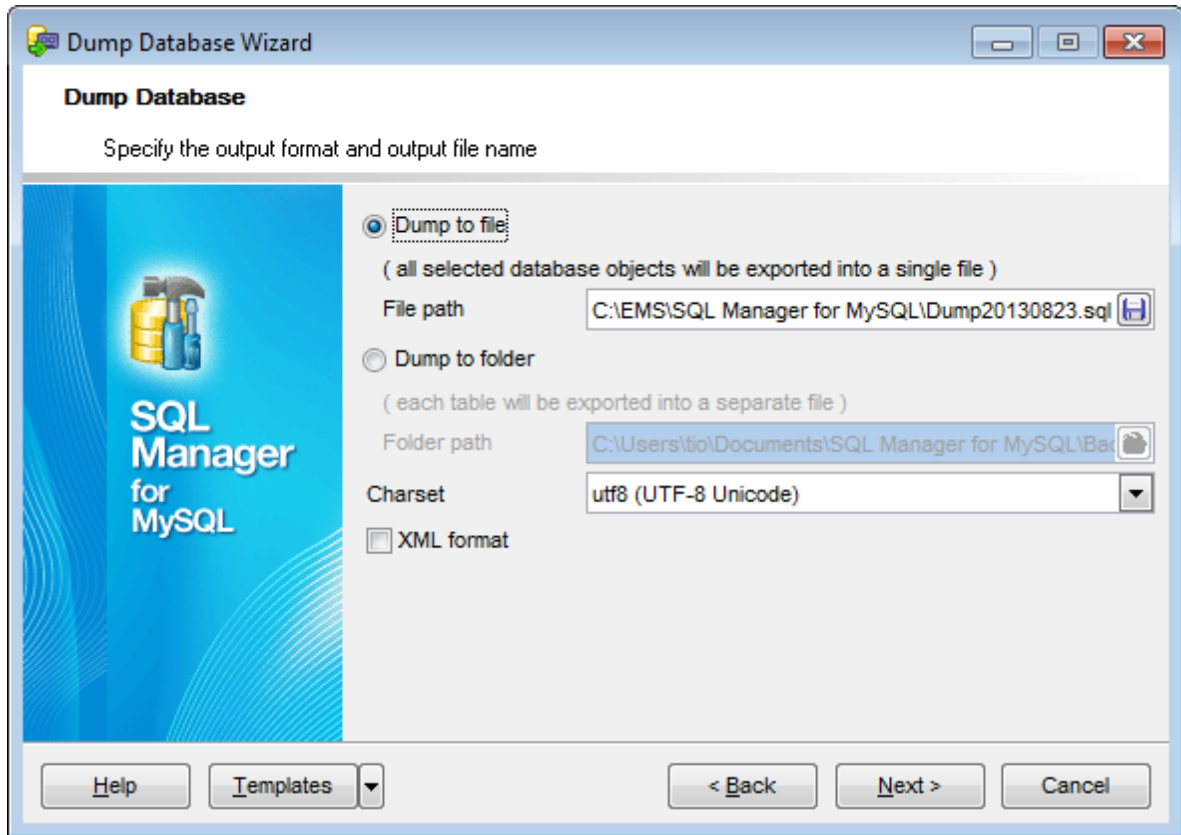 Dump Database Wizard
Dump Database
Specify the output format and output file name
Dump to file
( all selected database objects will be exported into a single file )
File path C:\EMS\SQL Manager for MySQL\Dump20130823.sql
Dump to folder
( each table will be exported into a separate file )
Folder path C:\Users\tio\Documents\SQL Manager for MySQL\Bac
Charset utf8 (UTF-8 Unicode)
XML format
SQL
Manager
for
MySQL
Help Templates < Back Next > Cancel